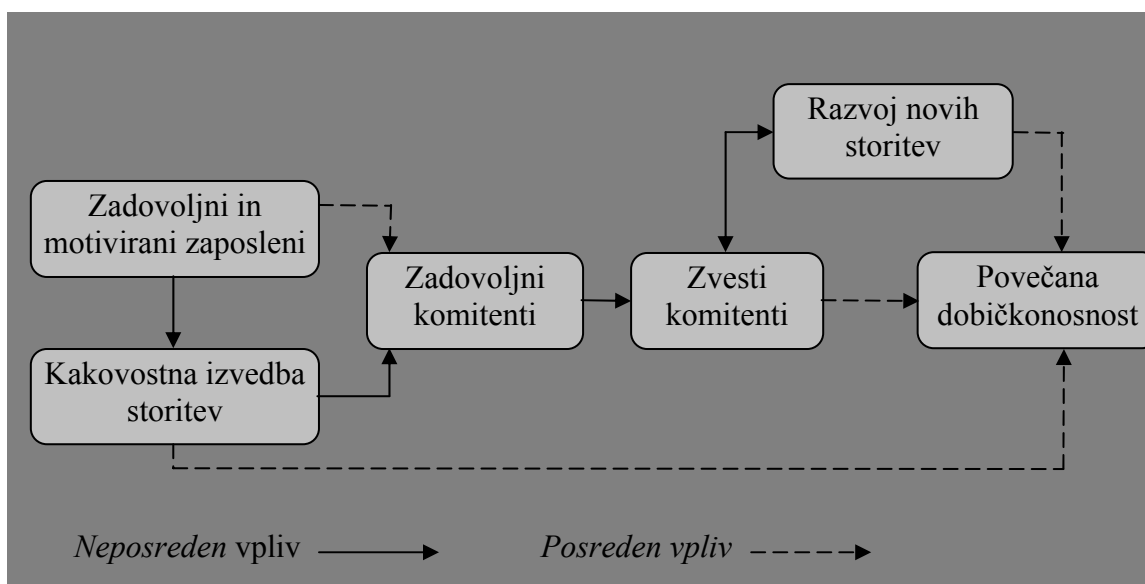 Razvoj novih
storitev
Zadovoljni in
motivirani zaposleni
Zadovoljni
komitenti
Zvesti
komitenti
Povečana
dobičkonosnost
Kakovostna izvedba
storitev
Neposreden vpliv
Posreden vpliv